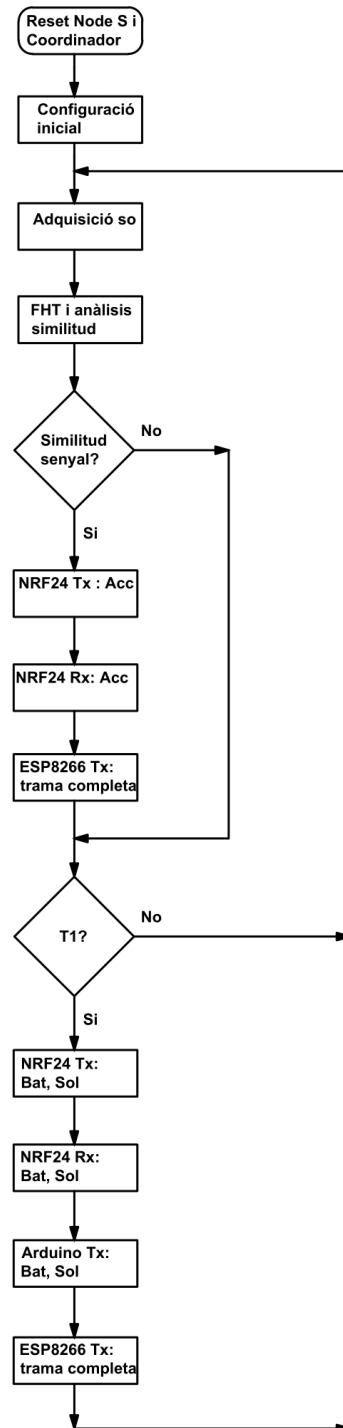 Reset Node S i
Coordinador
Configuració
inicial
Adquisició so
FHT i anàlisis
similitud
Similitud
senyal?
No
Si
NRF24 Tx : Acc
NRF24 Rx: Acc
ESP8266 Tx:
trama completa
T1?
No
Si
NRF24 Tx:
Bat, Sol
NRF24 Rx:
Bat, Sol
Arduino Tx:
Bat, Sol
ESP8266 Tx:
trama completa